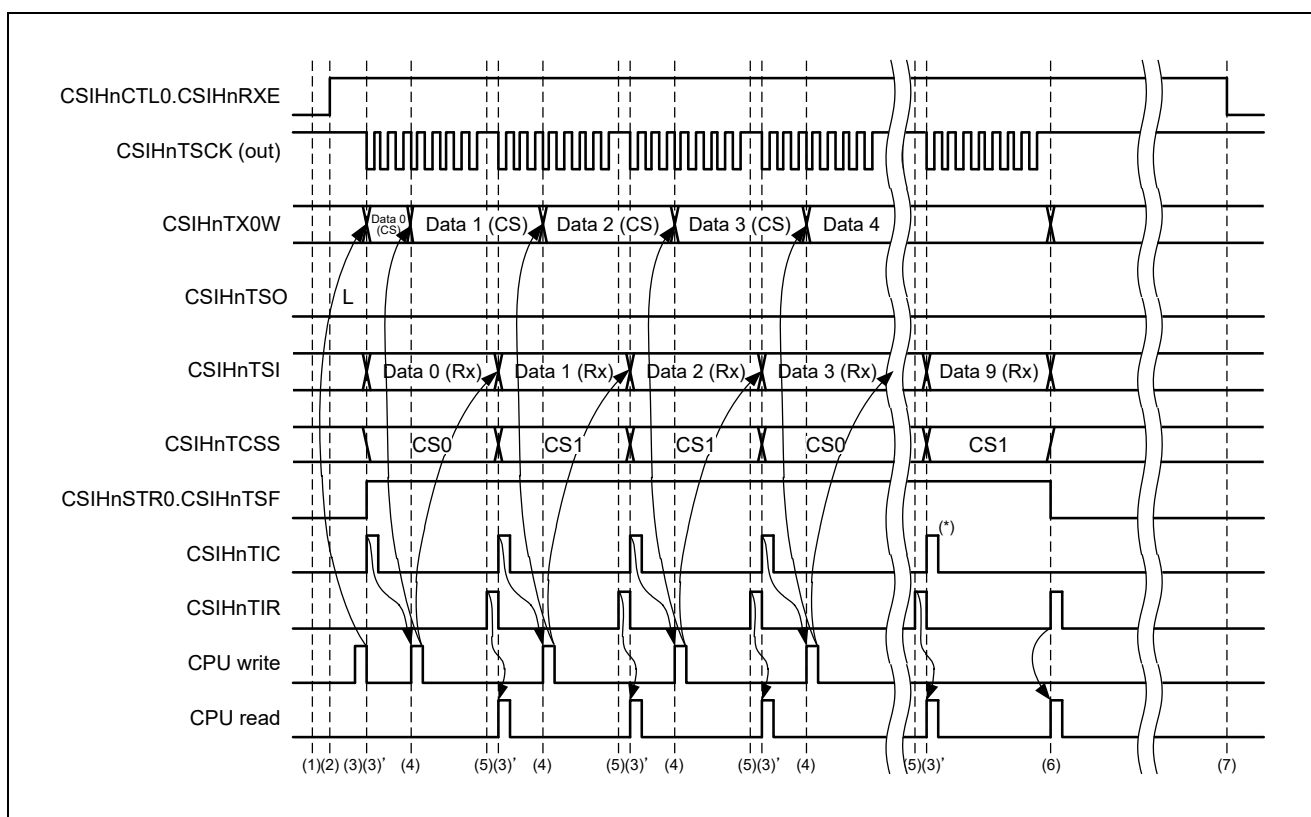 CSIHnCTL0.CSIHnRXE
CSIHnTSCK (out)
CSIHnTX0W
Data 0
(CS)
Data 1 (CS)
Data 2 (CS)
Data 3 (CS)
Data 4
CSIHnTSO
L
CSIHnTSI
Data 0 (Rx)
Data 1 (Rx)
Data 2 (Rx)
Data 3 (Rx)
Data 9 (Rx)
CSIHnTCSS
CS0
CS1
CS1
CS0
CS1
CSIHnSTR0.CSIHnTSF
CSIHnTIC
(*)
CSIHnTIR
CPU write
CPU read
(1)(2) (3)(3)' (4) (5)(3)' (4) (5)(3)' (4) (5)(3)' (4) (5)(3)' (6) (7)